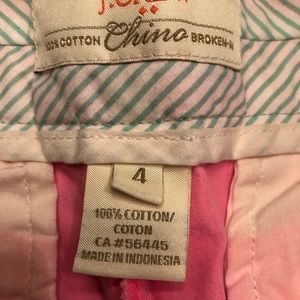 100% COTTON Chino BROKEN-IN
4
100% COTTON/
COTON
CA #56445
MADE IN INDONESIA